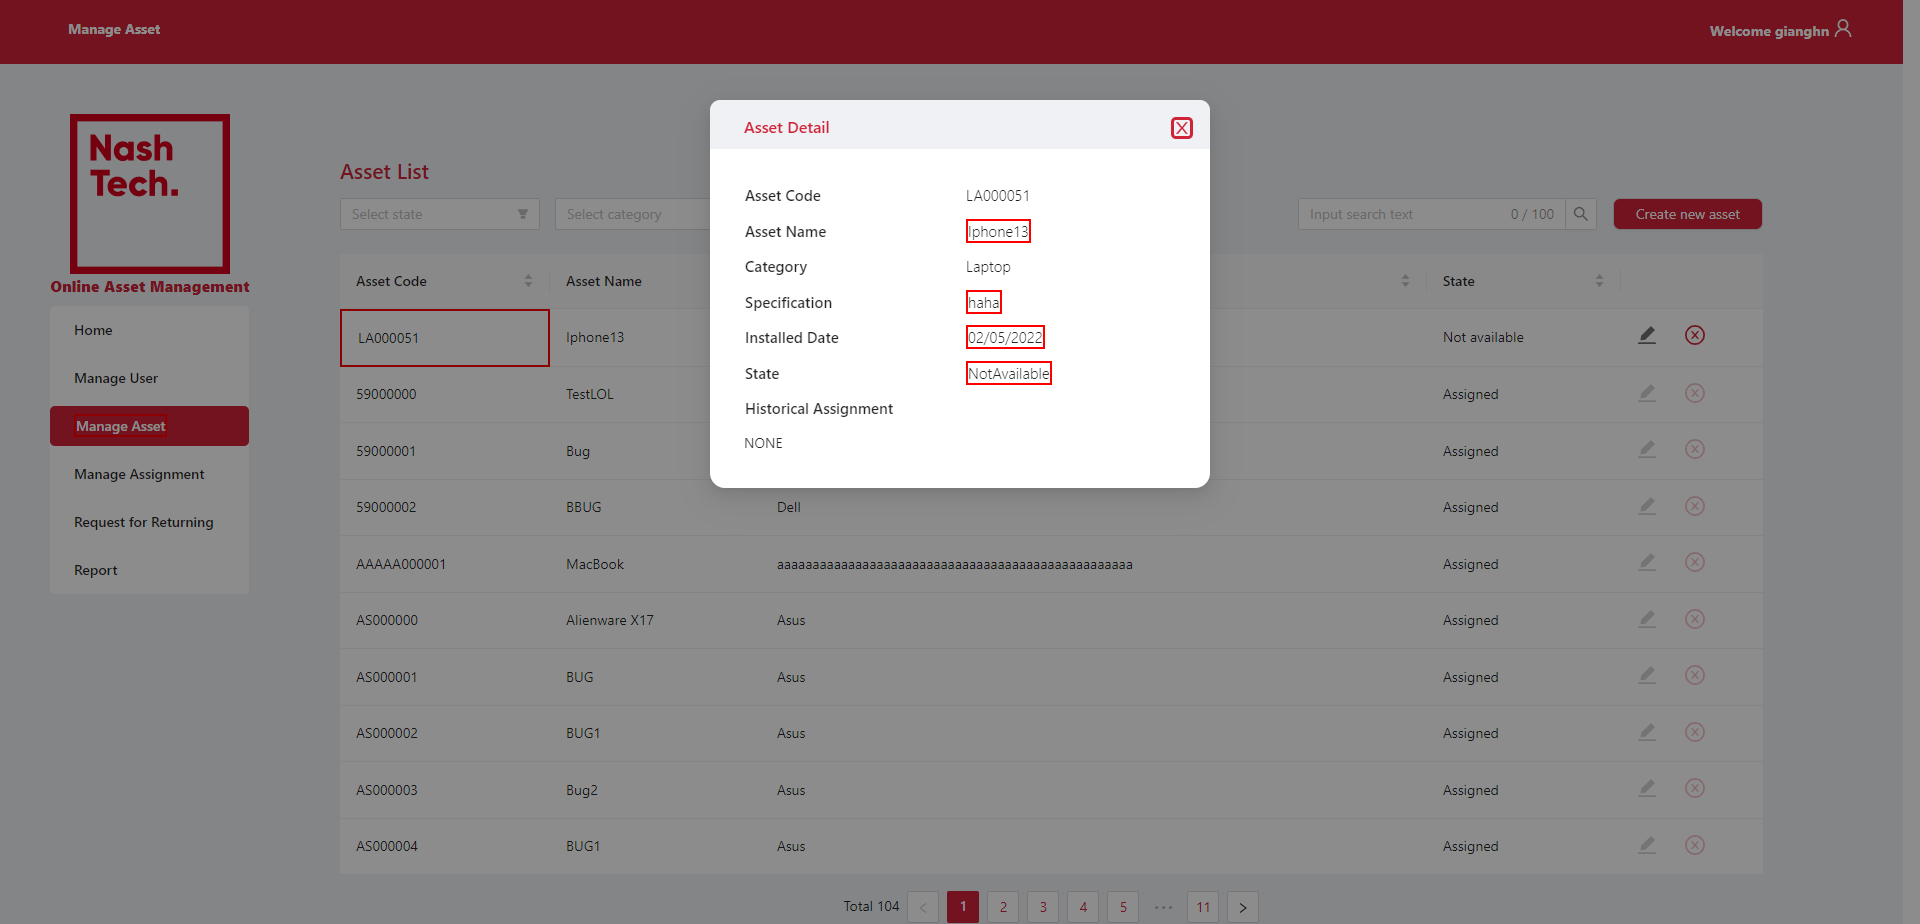 Manage Asset
Welcome gianghn
Nash
Tech.
Online Asset Management
Home
Manage User
Manage Asset
Manage Assignment
Request for Returning
Report
Asset List
Select state
Select category
Input search text 0 / 100
Create new asset
Asset Code Asset Name State
LA000051 Iphone13 Not available
59000000 TestLOL Assigned
59000001 Bug Assigned
59000002 BBUG Dell Assigned
AAAAA000001 MacBook aaaaaaaaaaaaaaaaaaaaaaaaaaaaaaaaaaaaaaaaaaaaaaaaaa Assigned
AS000000 Alienware X17 Asus Assigned
AS000001 BUG Asus Assigned
AS000002 BUG1 Asus Assigned
AS000003 Bug2 Asus Assigned
AS000004 BUG1 Asus Assigned
Total 104 < 1 2 3 4 5 ••• 11 >
Asset Detail X
Asset Code LA000051
Asset Name Iphone13
Category Laptop
Specification haha
Installed Date 02/05/2022
State NotAvailable
Historical Assignment
NONE